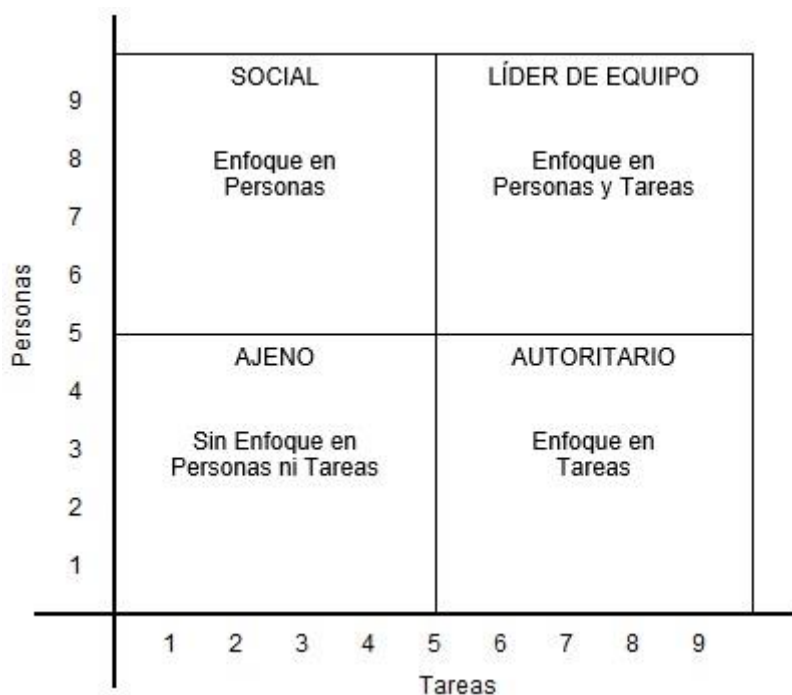 SOCIAL
LÍDER DE EQUIPO
Enfoque en
Personas
Enfoque en
Personas y Tareas
AJENO
AUTORITARIO
Sin Enfoque en
Personas ni Tareas
Enfoque en
Tareas
Personas
9
8
7
6
5
4
3
2
1
1 2 3 4 5 6 7 8 9
Tareas